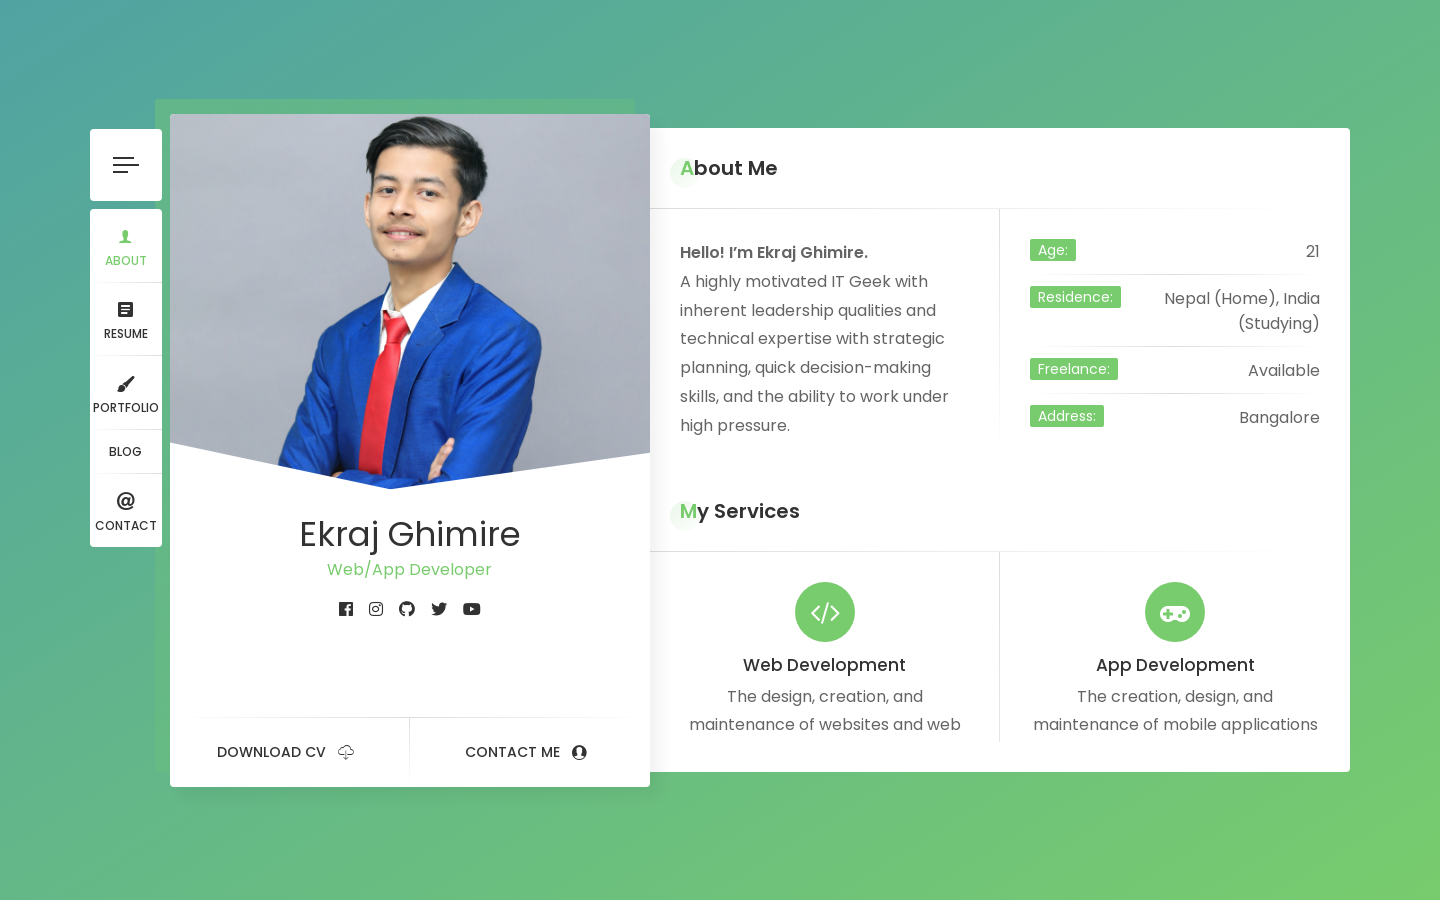 ABOUT
RESUME
PORTFOLIO
BLOG
CONTACT
Ekraj Ghimire
Web/App Developer
DOWNLOAD CV
CONTACT ME
About Me
Hello! I’m Ekraj Ghimire.
A highly motivated IT Geek with
inherent leadership qualities and
technical expertise with strategic
planning, quick decision-making
skills, and the ability to work under
high pressure.
Age: 21
Residence: Nepal (Home), India
(Studying)
Freelance: Available
Address: Bangalore
My Services
Web Development
The design, creation, and
maintenance of websites and web
App Development
The creation, design, and
maintenance of mobile applications